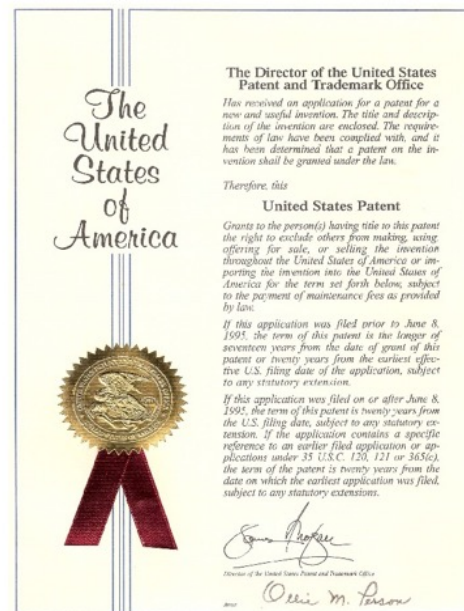 The
United
States
of
America
The Director of the United States
Patent and Trademark Office
Has received an application for a patent for a
new and useful invention. The title and descrip-
tion of the invention are enclosed. The require-
ments of law have been complied with, and it
has been determined that a patent on the in-
vention shall be granted under the law.
Therefore, this
United States Patent
Grants to the person(s) having title to this patent
the right to exclude others from making, using,
offering for sale, or selling the invention
throughout the United States of America or im-
porting the invention into the United States of
America for the term set forth below, subject
to the payment of maintenance fees as provided
by law.
If this application was filed prior to June 8,
1995, the term of this patent is the longer of
seventeen years from the date of grant of this
patent or twenty years from the earliest effec-
tive U.S. filing date of the application, subject
to any statutory extension.
If this application was filed on or after June 8,
1995, the term of this patent is twenty years from
the U.S. filing date, subject to any statutory ex-
tension. If the application contains a specific
reference to an earlier filed application or ap-
plications under 35 U.S.C. 120, 121 or 365(c),
the term of the patent is twenty years from the
date on which the earliest application was filed,
subject to any statutory extensions.
Director of the United States Patent and Trademark Office
Ollie M. Person